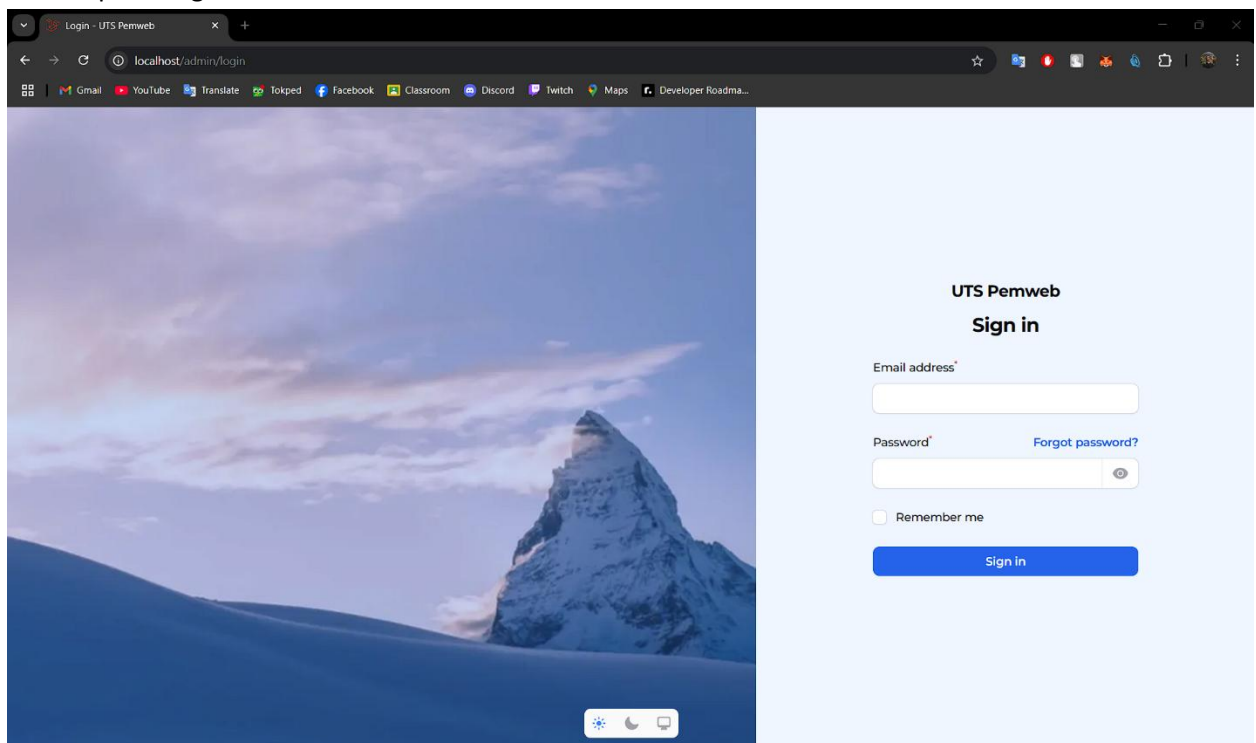 Login - UTS Pemweb
localhost/admin/login
Gmail YouTube Translate Tokped Facebook Classroom Discord Twitch Maps Developer Roadma...
UTS Pemweb
Sign in
Email address*
Password* Forgot password?
Remember me
Sign in